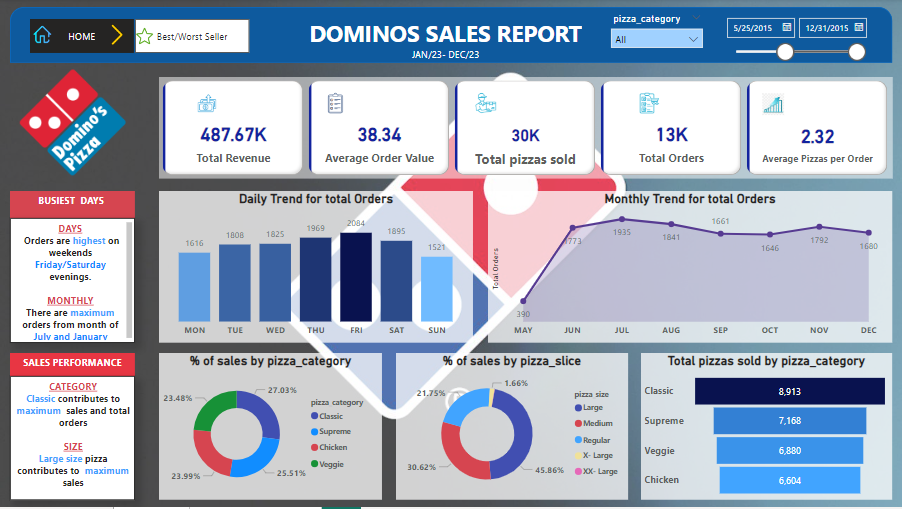 HOME
Best/Worst Seller
DOMINOS SALES REPORT
JAN/23- DEC/23
pizza_category
All
5/25/2015
12/31/2015
Domino's
Pizza
487.67K
Total Revenue
38.34
Average Order Value
30K
Total pizzas sold
13K
Total Orders
2.32
Average Pizzas per Order
BUSIEST DAYS
DAYS
Orders are highest on
weekends
Friday/Saturday
evenings.
MONTHLY
There are maximum
orders from month of
July and January
Daily Trend for total Orders
1616
1808
1825
1969
2084
1895
1521
MON
TUE
WED
THU
FRI
SAT
SUN
Monthly Trend for total Orders
Total Orders
390
1773
1935
1841
1661
1646
1792
1680
MAY
JUN
JUL
AUG
SEP
OCT
NOV
DEC
SALES PERFORMANCE
CATEGORY
Classic contributes to
maximum sales and total
orders
SIZE
Large size pizza
contributes to maximum
sales
% of sales by pizza_category
27.03%
25.51%
23.99%
23.48%
pizza_category
Classic
Supreme
Chicken
Veggie
% of sales by pizza_slice
1.66%
21.75%
30.62%
45.86%
pizza_size
Large
Medium
Regular
X- Large
XX- Large
Total pizzas sold by pizza_category
Classic
8,913
Supreme
7,168
Veggie
6,880
Chicken
6,604